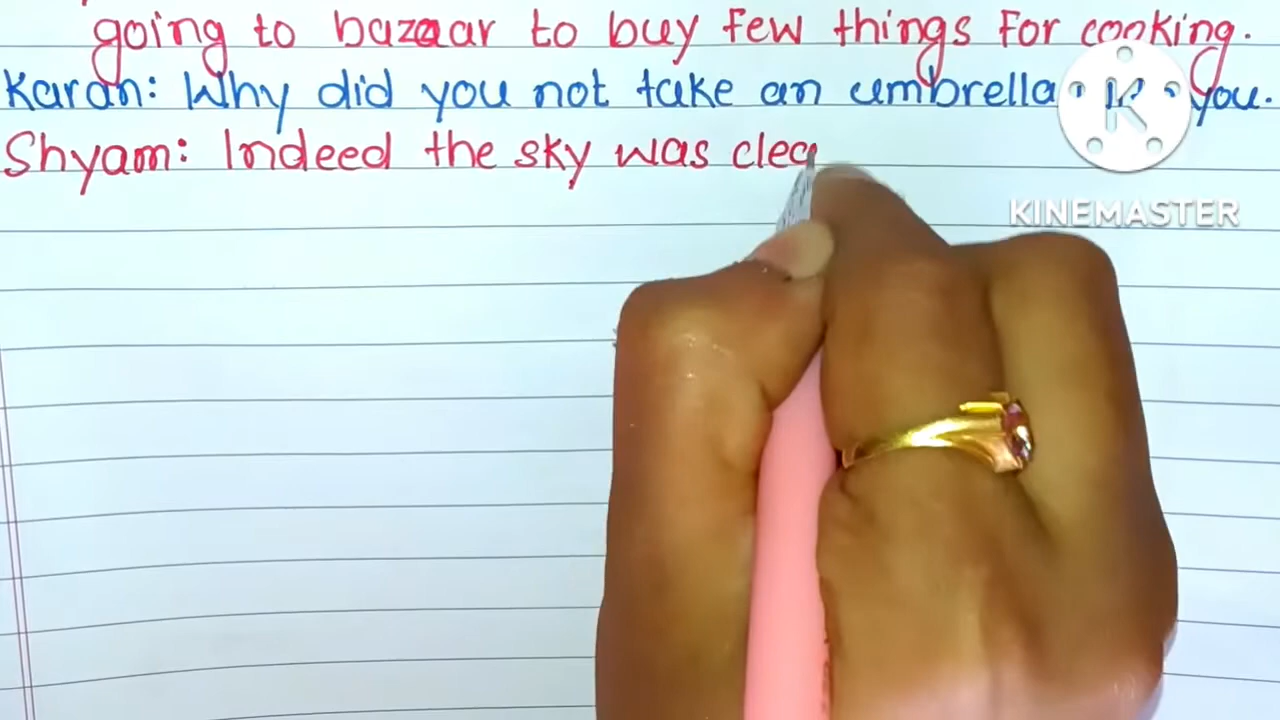 going to bazaar to buy few things for cooking.
Karan: Why did you not take an umbrella you.
Shyam: Indeed the sky was clea
K
KINEMASTER